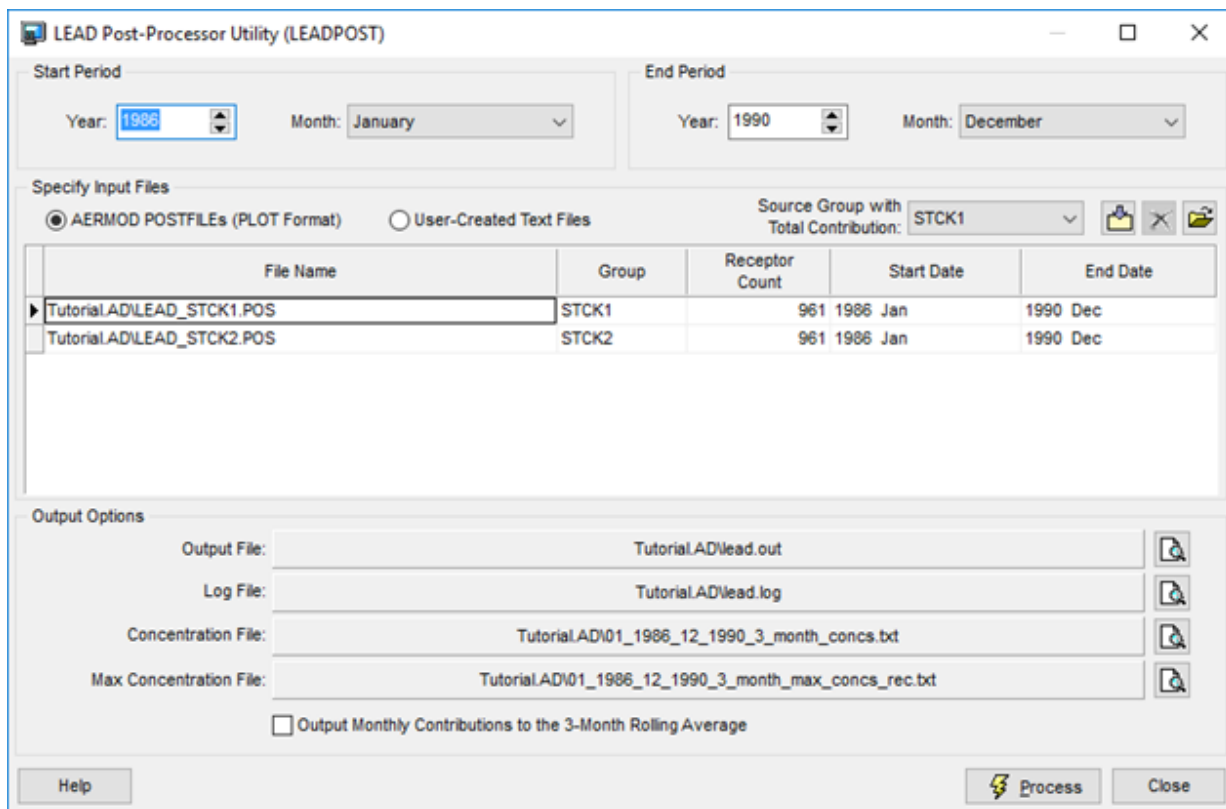 LEAD Post-Processor Utility (LEADPOST)
Start Period
End Period
Year: 1986 Month: January
Year: 1990 Month: December
Specify Input Files
AERMOD POSTFILEs (PLOT Format) User-Created Text Files
Source Group with
Total Contribution: STCK1
File Name Group Receptor Count Start Date End Date
Tutorial.AD\LEAD_STCK1.POS STCK1 961 1986 Jan 1990 Dec
Tutorial.AD\LEAD_STCK2.POS STCK2 961 1986 Jan 1990 Dec
Output Options
Output File: Tutorial.AD\lead.out
Log File: Tutorial.AD\lead.log
Concentration File: Tutorial.AD\01_1986_12_1990_3_month_concs.txt
Max Concentration File: Tutorial.AD\01_1986_12_1990_3_month_max_concs_rec.txt
Output Monthly Contributions to the 3-Month Rolling Average
Help Process Close